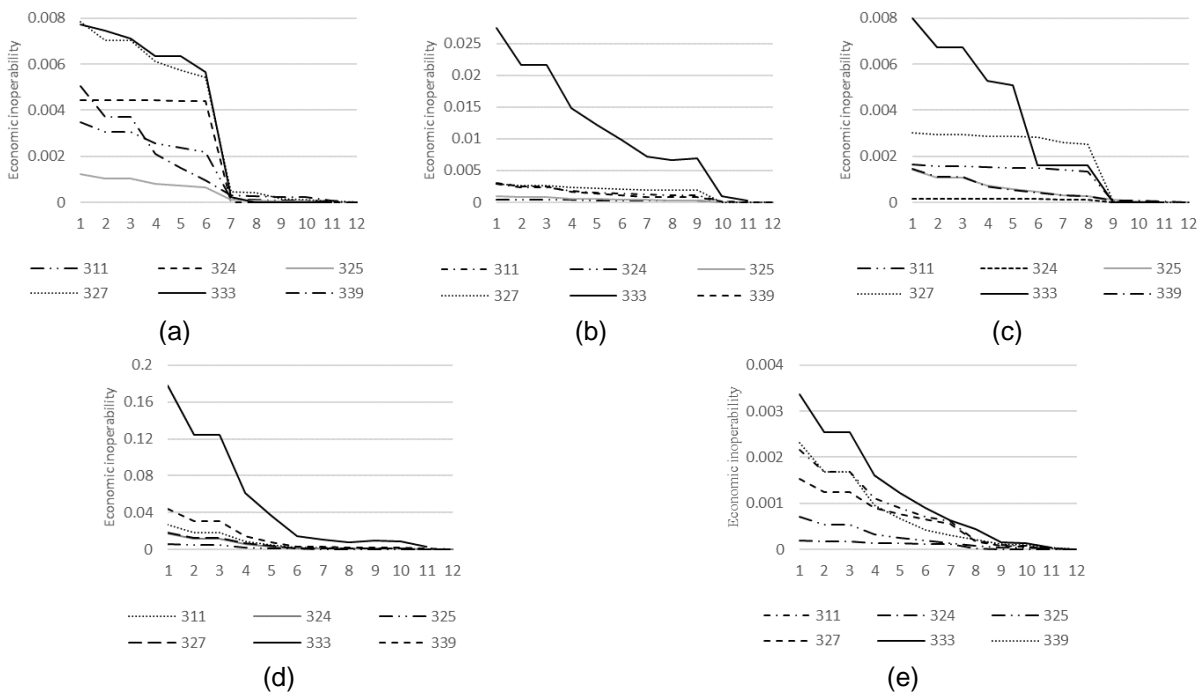 Economic inoperability
0.008
0.006
0.004
0.002
0
1 2 3 4 5 6 7 8 9 10 11 12
311 324 325
327 333 339
(a)
Economic inoperability
0.025
0.02
0.015
0.01
0.005
0
1 2 3 4 5 6 7 8 9 10 11 12
311 324 325
327 333 339
(b)
Economic inoperability
0.008
0.006
0.004
0.002
0
1 2 3 4 5 6 7 8 9 10 11 12
311 324 325
327 333 339
(c)
Economic inoperability
0.2
0.16
0.12
0.08
0.04
0
1 2 3 4 5 6 7 8 9 10 11 12
311 324 325
327 333 339
(d)
Economic inoperability
0.004
0.003
0.002
0.001
0
1 2 3 4 5 6 7 8 9 10 11 12
311 324 325
327 333 339
(e)